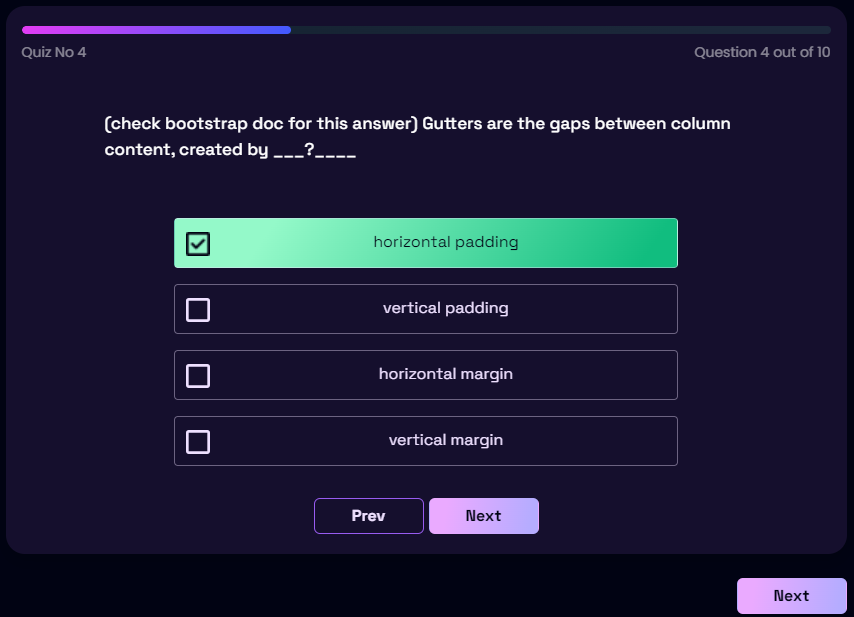 Quiz No 4
Question 4 out of 10
(check bootstrap doc for this answer) Gutters are the gaps between column
content, created by ___?____
horizontal padding
vertical padding
horizontal margin
vertical margin
Prev
Next
Next